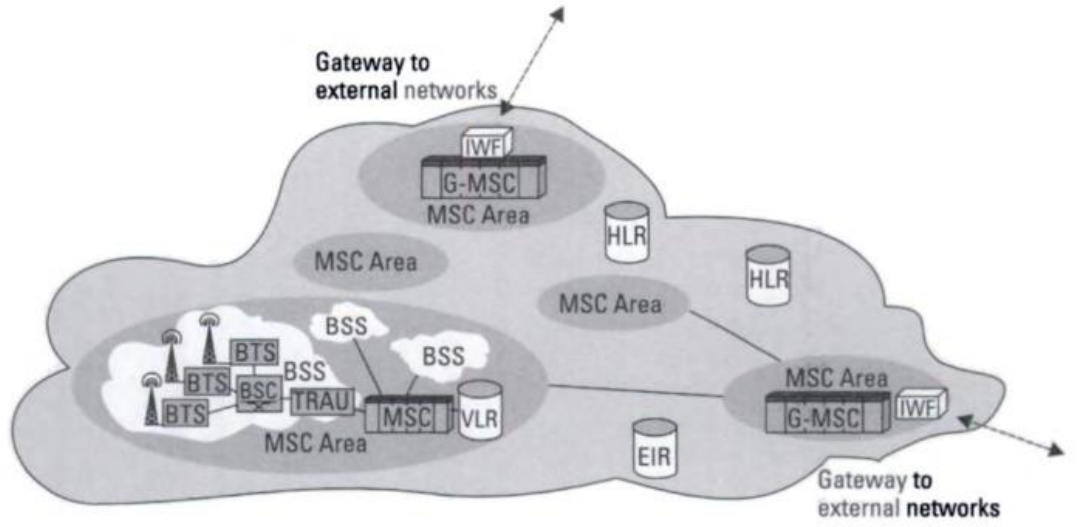 Gateway to
external networks
IWF
G-MSC
MSC Area
HLR
MSC Area
HLR
MSC Area
BSS
BSS
BTS
BSS
BTS
BSC
TRAU
BTS
MSC
VLR
MSC Area
MSC Area
IWF
G-MSC
EIR
Gateway to
external networks